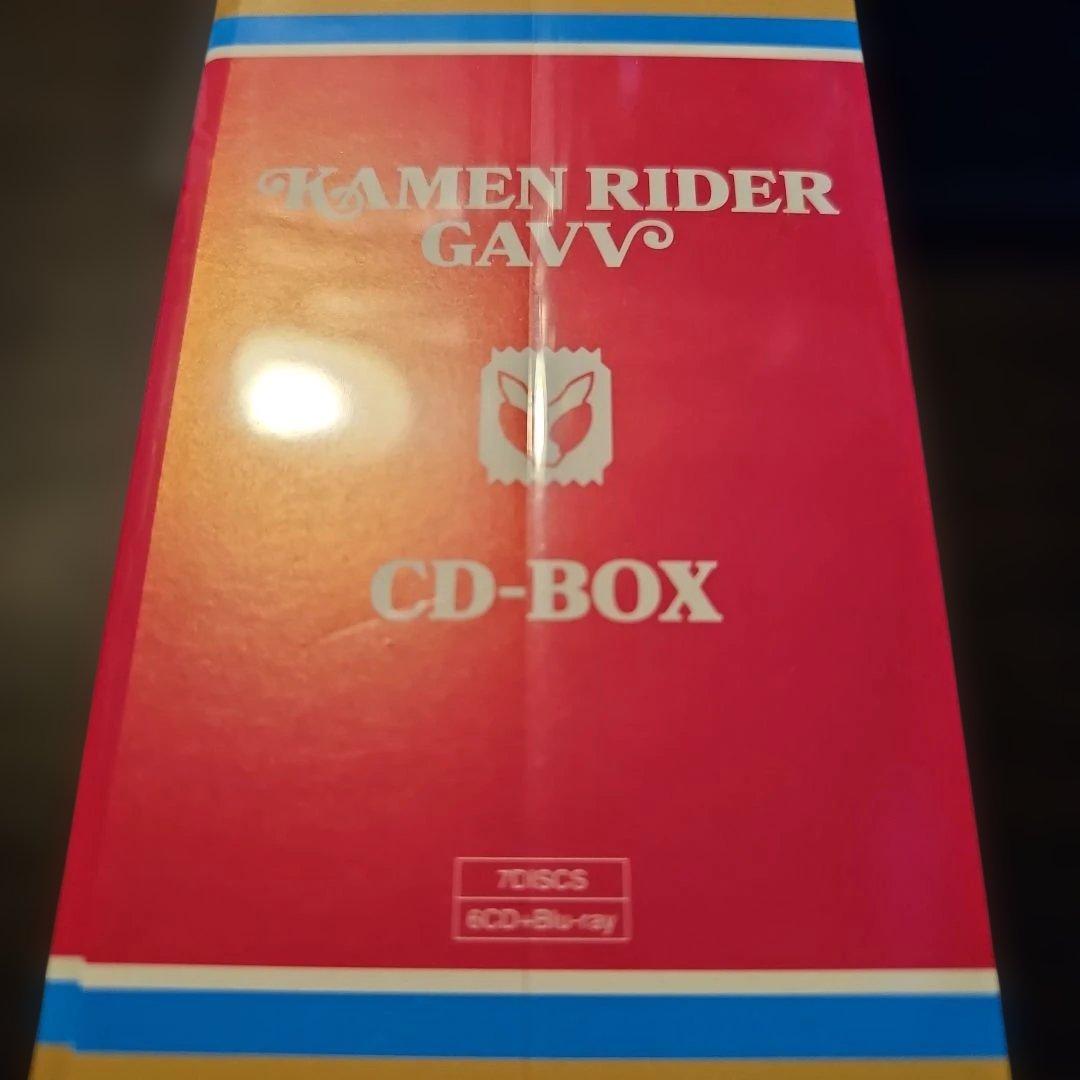 KAMEN RIDER
GAVV
CD-BOX
7DISCS
6CD+Blu-ray